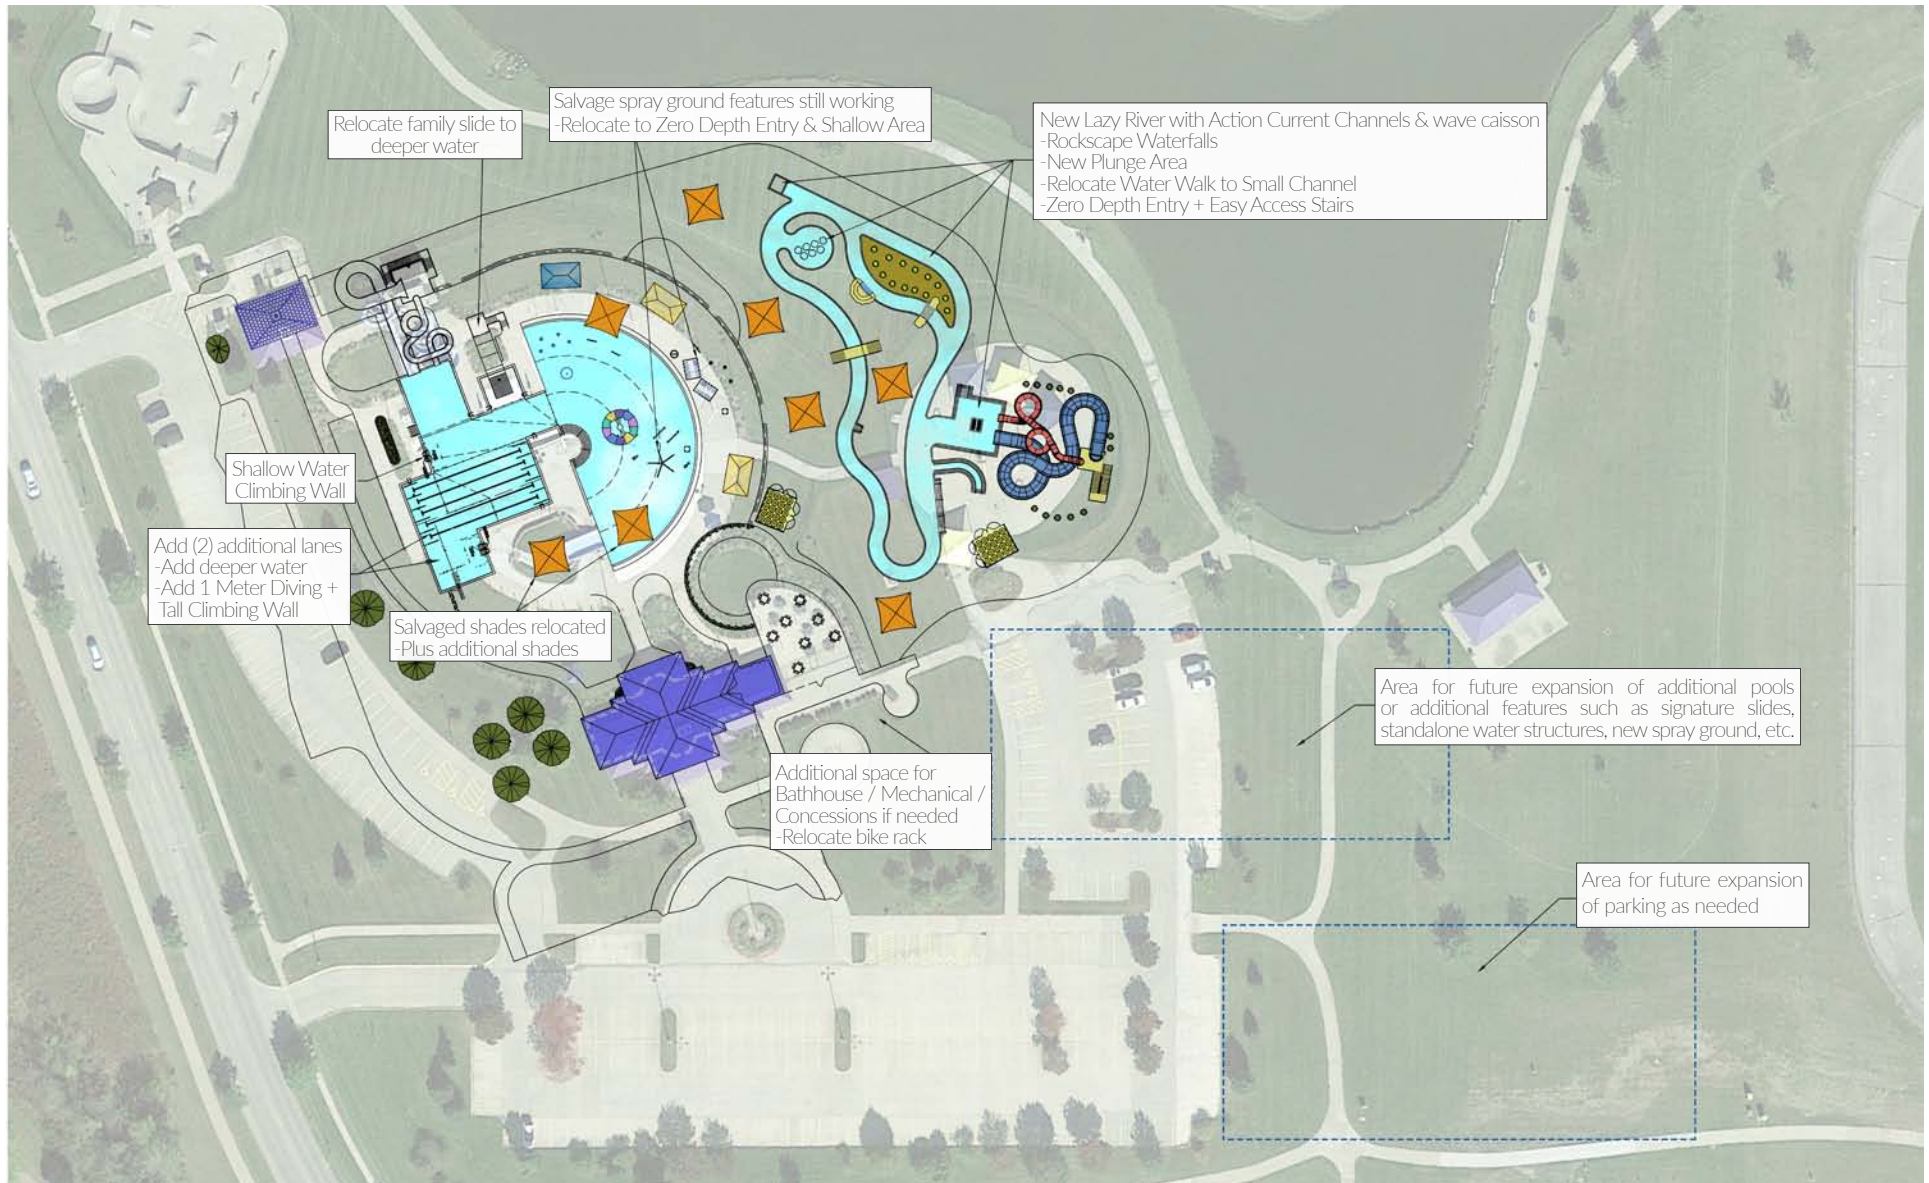 Salvage spray ground features still working
-Relocate to Zero Depth Entry & Shallow Area
Relocate family slide to
deeper water
New Lazy River with Action Current Channels & wave caisson
-Rockscape Waterfalls
-New Plunge Area
-Relocate Water Walk to Small Channel
-Zero Depth Entry + Easy Access Stairs
Shallow Water
Climbing Wall
Add (2) additional lanes
-Add deeper water
-Add 1 Meter Diving +
Tall Climbing Wall
Salvaged shades relocated
-Plus additional shades
Area for future expansion of additional pools
or additional features such as signature slides,
standalone water structures, new spray ground, etc.
Additional space for
Bathhouse / Mechanical /
Concessions if needed
-Relocate bike rack
Area for future expansion
of parking as needed